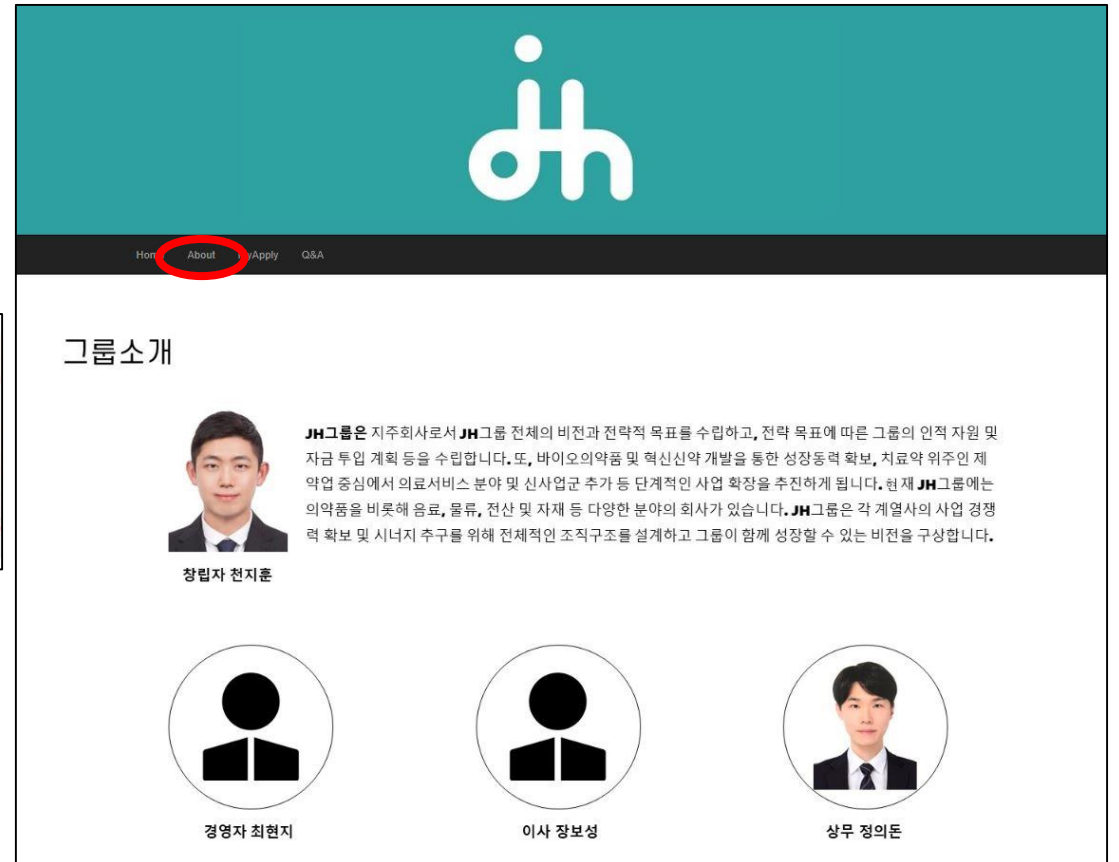 jh
Home About MyApply Q&A
그룹소개
JH그룹은 지주회사로서 JH그룹 전체의 비전과 전략적 목표를 수립하고, 전략 목표에 따른 그룹의 인적 자원 및
자금 투입 계획 등을 수립합니다. 또, 바이오의약품 및 혁신신약 개발을 통한 성장동력 확보, 치료약 위주인 제
약업 중심에서 의료서비스 분야 및 신사업군 추가 등 단계적인 사업 확장을 추진하게 됩니다. 현재 JH그룹에는
의약품을 비롯해 음료, 물류, 전산 및 자재 등 다양한 분야의 회사가 있습니다. JH그룹은 각 계열사의 사업 경쟁
력 확보 및 시너지 추구를 위해 전체적인 조직구조를 설계하고 그룹이 함께 성장할 수 있는 비전을 구상합니다.
창립자 천지훈
경영자 최현지 이사 장보성 상무 정의돈